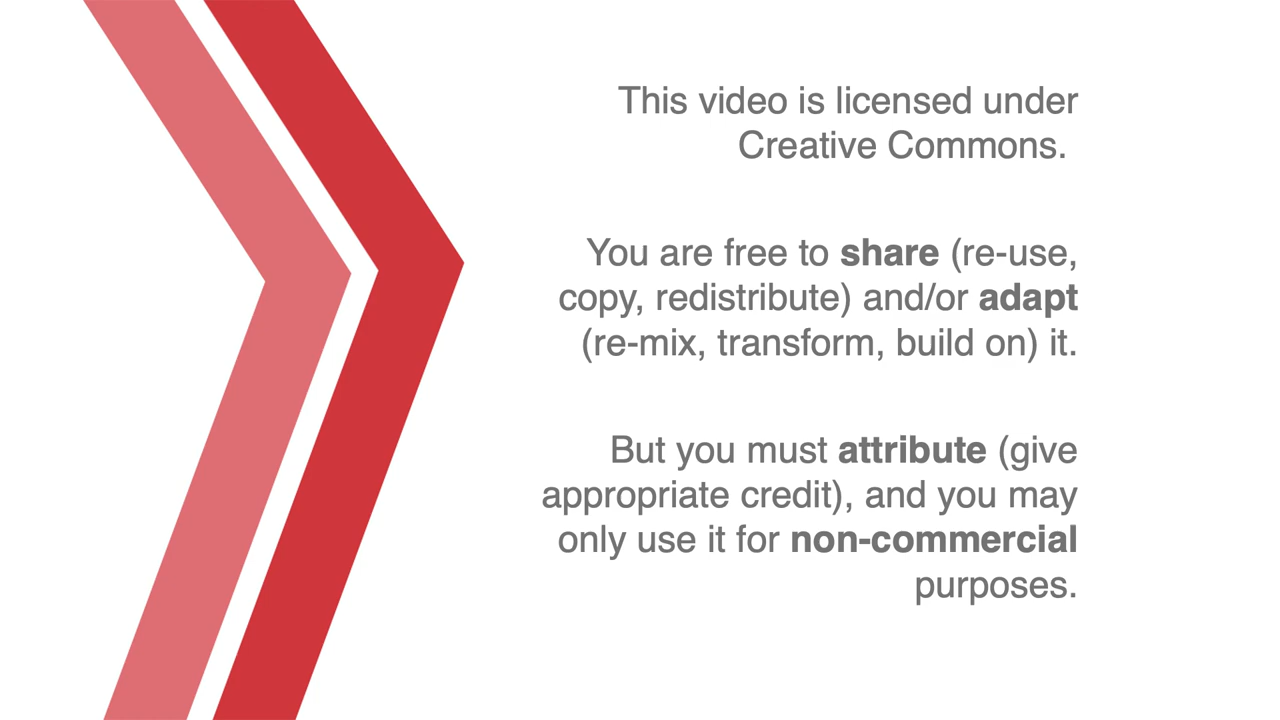 This video is licensed under
Creative Commons.
You are free to share (re-use,
copy, redistribute) and/or adapt
(re-mix, transform, build on) it.
But you must attribute (give
appropriate credit), and you may
only use it for non-commercial
purposes.